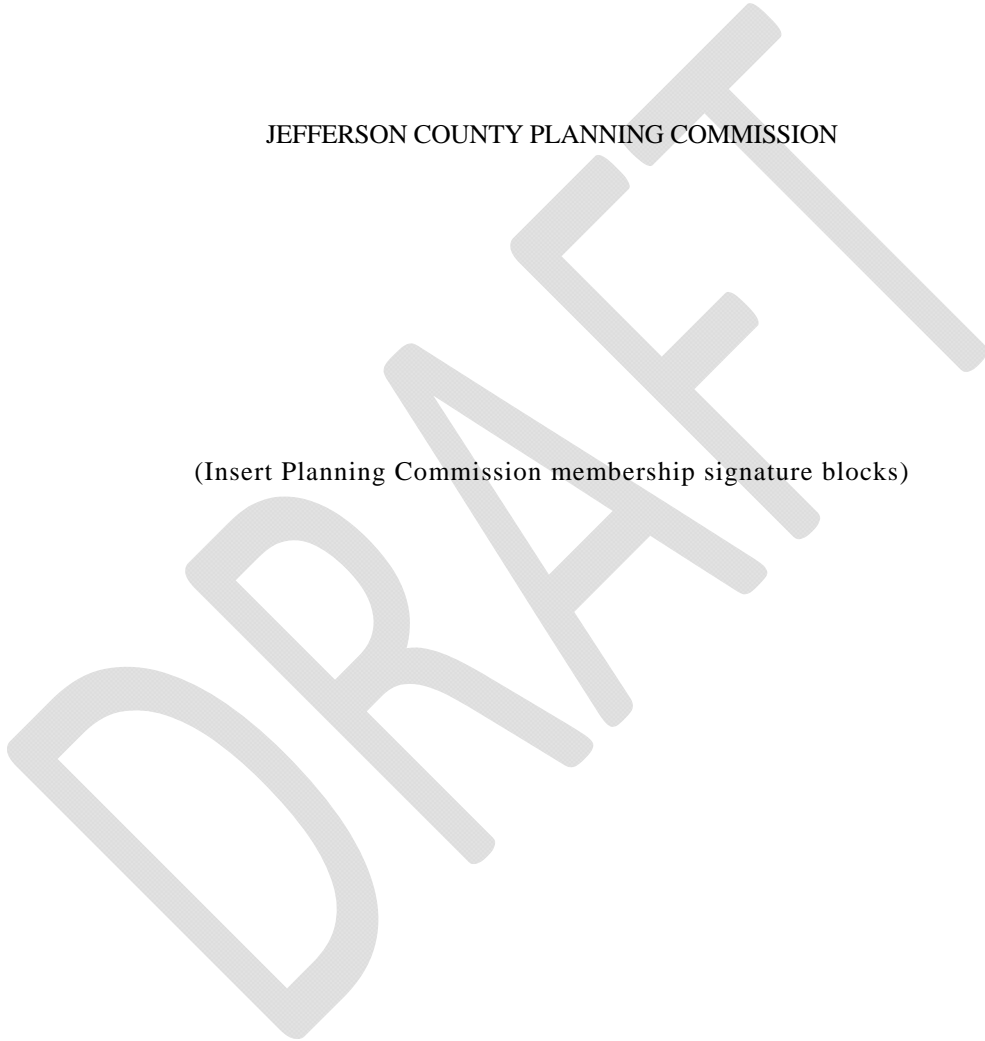 JEFFERSON COUNTY PLANNING COMMISSION
(Insert Planning Commission membership signature blocks)
DRAFT